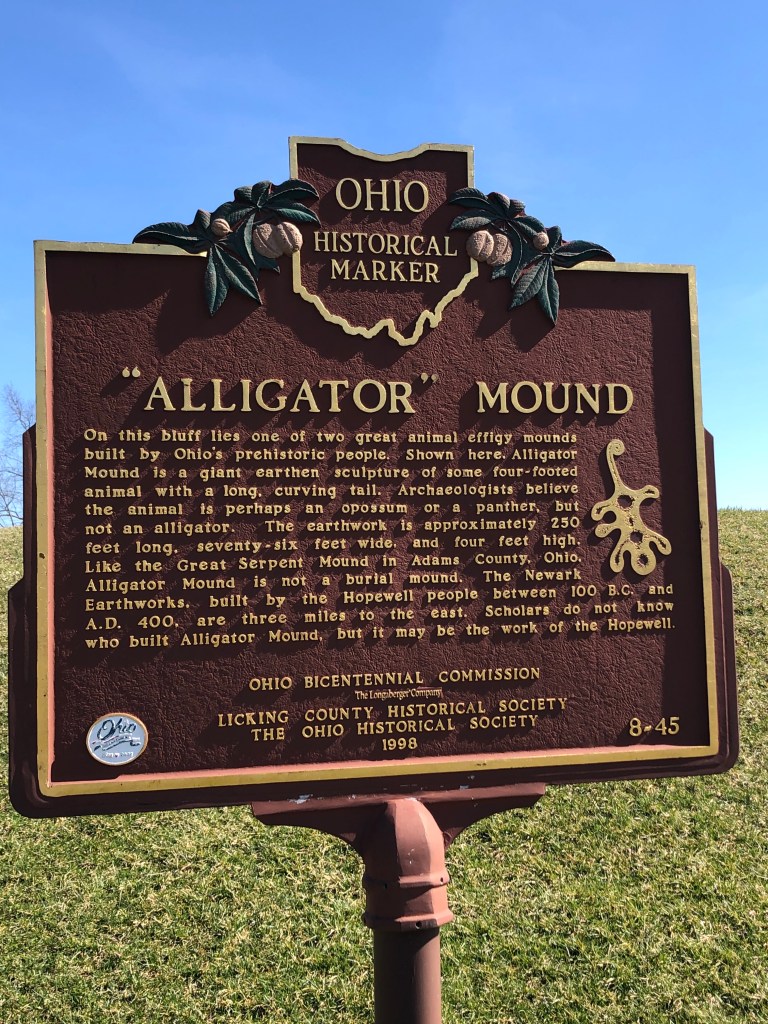 OHIO
HISTORICAL
MARKER
"ALLIGATOR" MOUND
On this bluff lies one of two great animal effigy mounds
built by Ohio's prehistoric people. Shown here, Alligator
Mound is a giant earthen sculpture of some four-footed
animal with a long, curving tail. Archaeologists believe
the animal is perhaps an opossum or a panther, but
not an alligator. The earthwork is approximately 250
feet long, seventy-six feet wide, and four feet high.
Like the Great Serpent Mound in Adams County, Ohio,
Alligator Mound is not a burial mound. The Newark
Earthworks, built by the Hopewell people between 100 B.C. and
A.D. 400, are three miles to the east. Scholars do not know
who built Alligator Mound, but it may be the work of the Hopewell.
OHIO BICENTENNIAL COMMISSION
The Longaberger Company
LICKING COUNTY HISTORICAL SOCIETY
THE OHIO HISTORICAL SOCIETY
1998
8-45
Ohio